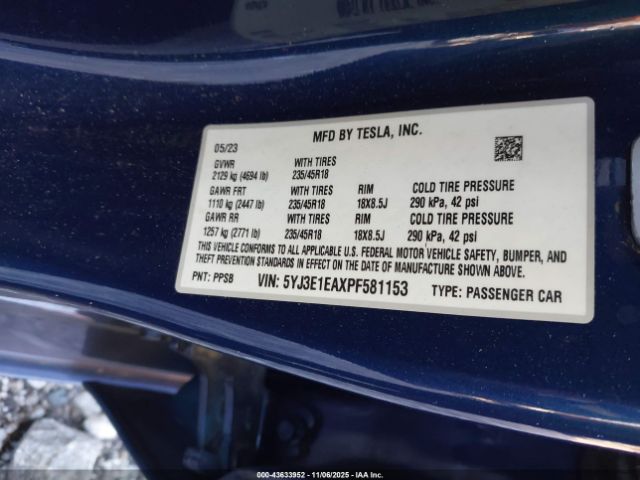 MFD BY TESLA, INC.
05/23
GVWR WITH TIRES
2129 kg (4694 lb) 235/45R18
GAWR FRT WITH TIRES RIM COLD TIRE PRESSURE
1110 kg (2447 lb) 235/45R18 18X8.5J 290 kPa, 42 psi
GAWR RR WITH TIRES RIM COLD TIRE PRESSURE
1257 kg (2771 lb) 235/45R18 18X8.5J 290 kPa, 42 psi
THIS VEHICLE CONFORMS TO ALL APPLICABLE U.S. FEDERAL MOTOR VEHICLE SAFETY, BUMPER, AND
THEFT PREVENTION STANDARDS IN EFFECT ON THE DATE OF MANUFACTURE SHOWN ABOVE.
PNT: PPSB VIN: 5YJ3E1EAXPF581153 TYPE: PASSENGER CAR
000-43633952 - 11/06/2025 - IAA Inc.